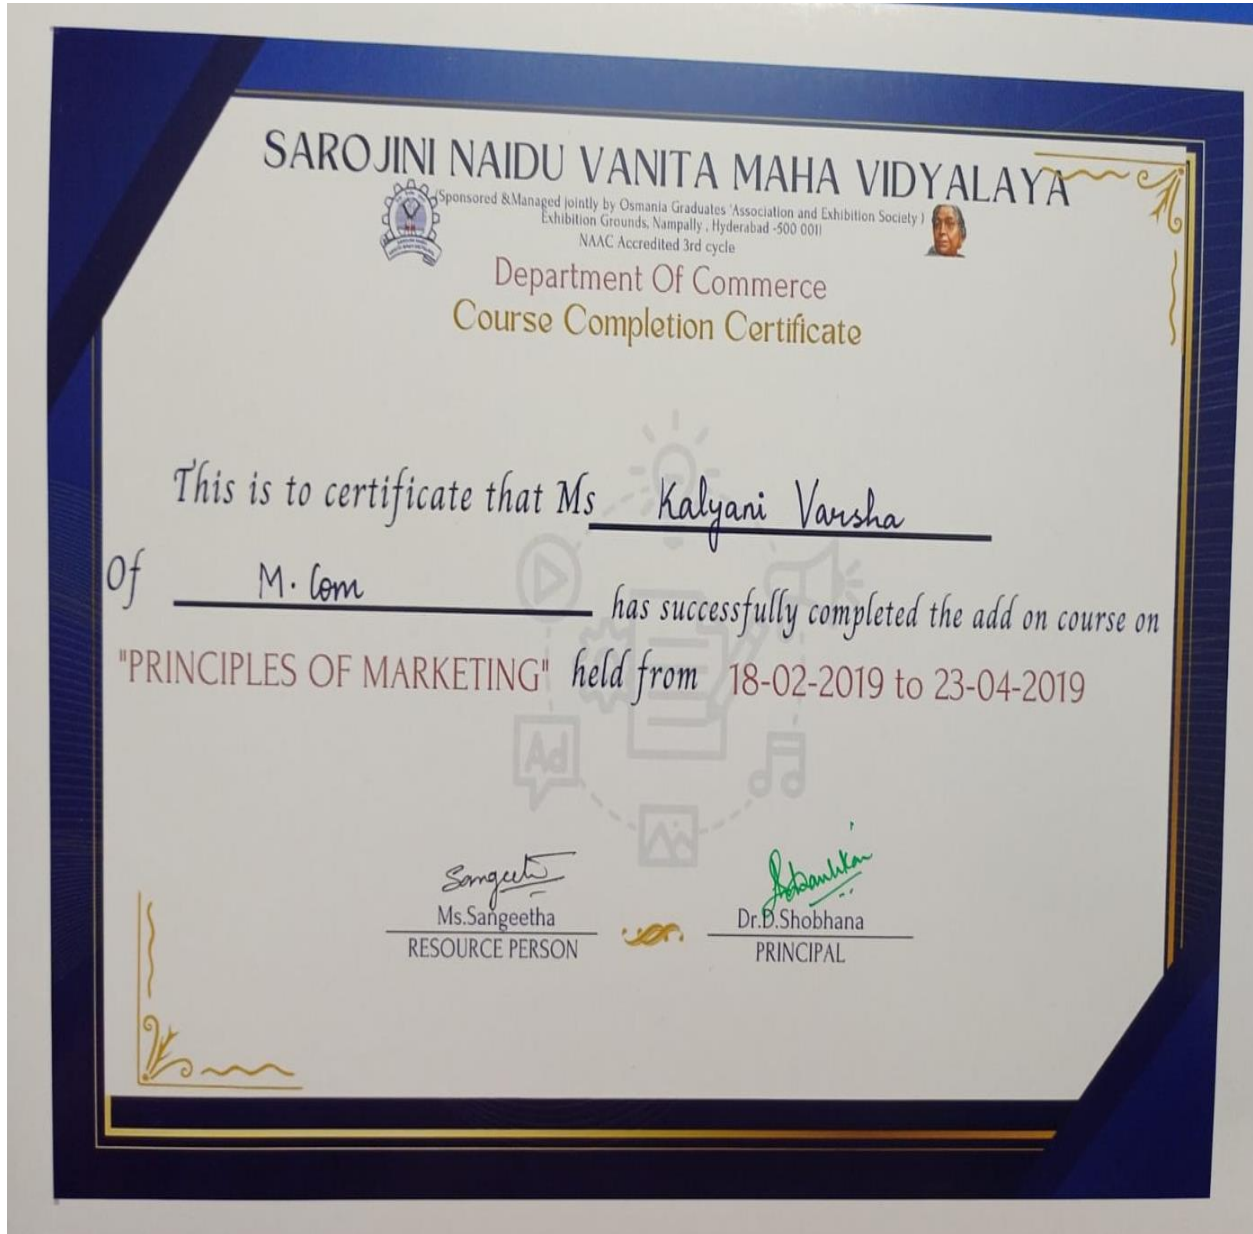 SAROJINI NAIDU VANITA MAHA VIDYALAYA
(Sponsored &Managed jointly by Osmania Graduates 'Association and Exhibition Society )
Exhibition Grounds, Nampally , Hyderabad -500 001)
NAAC Accredited 3rd cycle
Department Of Commerce
Course Completion Certificate
This is to certificate that Ms Kalyani Varsha
Of M. Com has successfully completed the add on course on
"PRINCIPLES OF MARKETING" held from 18-02-2019 to 23-04-2019
Ad
Sangeeth
Ms.Sangeetha
RESOURCE PERSON
Dr.D.Shobhana
PRINCIPAL